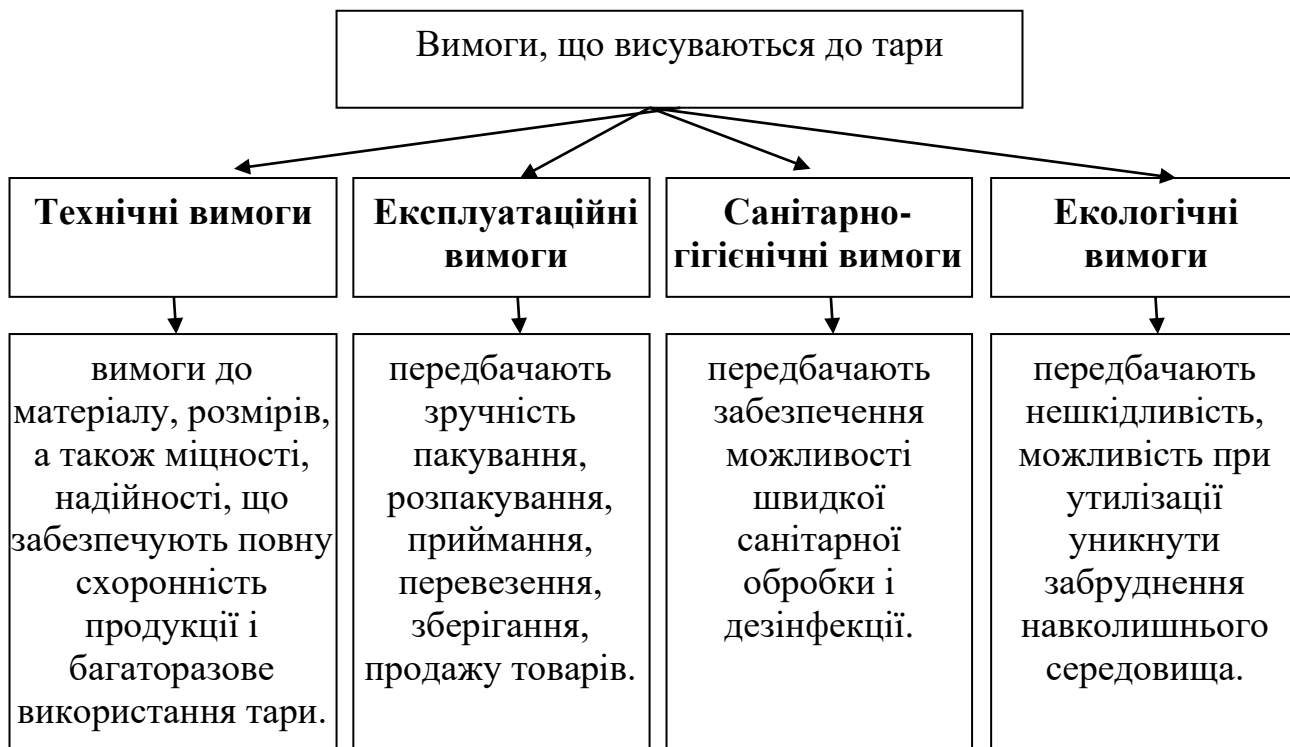 Вимоги, що висуваються до тари
Технічні вимоги
Експлуатаційні
вимоги
Санітарно-
гігієнічні вимоги
Екологічні
вимоги
вимоги до
матеріалу, розмірів,
а також міцності,
надійності, що
забезпечують повну
схоронність
продукції і
багаторазове
використання тари.
передбачають
зручність
пакування,
розпакування,
приймання,
перевезення,
зберігання,
продажу товарів.
передбачають
забезпечення
можливості
швидкої
санітарної
обробки і
дезінфекції.
передбачають
нешкідливість,
можливість при
утилізації
уникнути
забруднення
навколишнього
середовища.